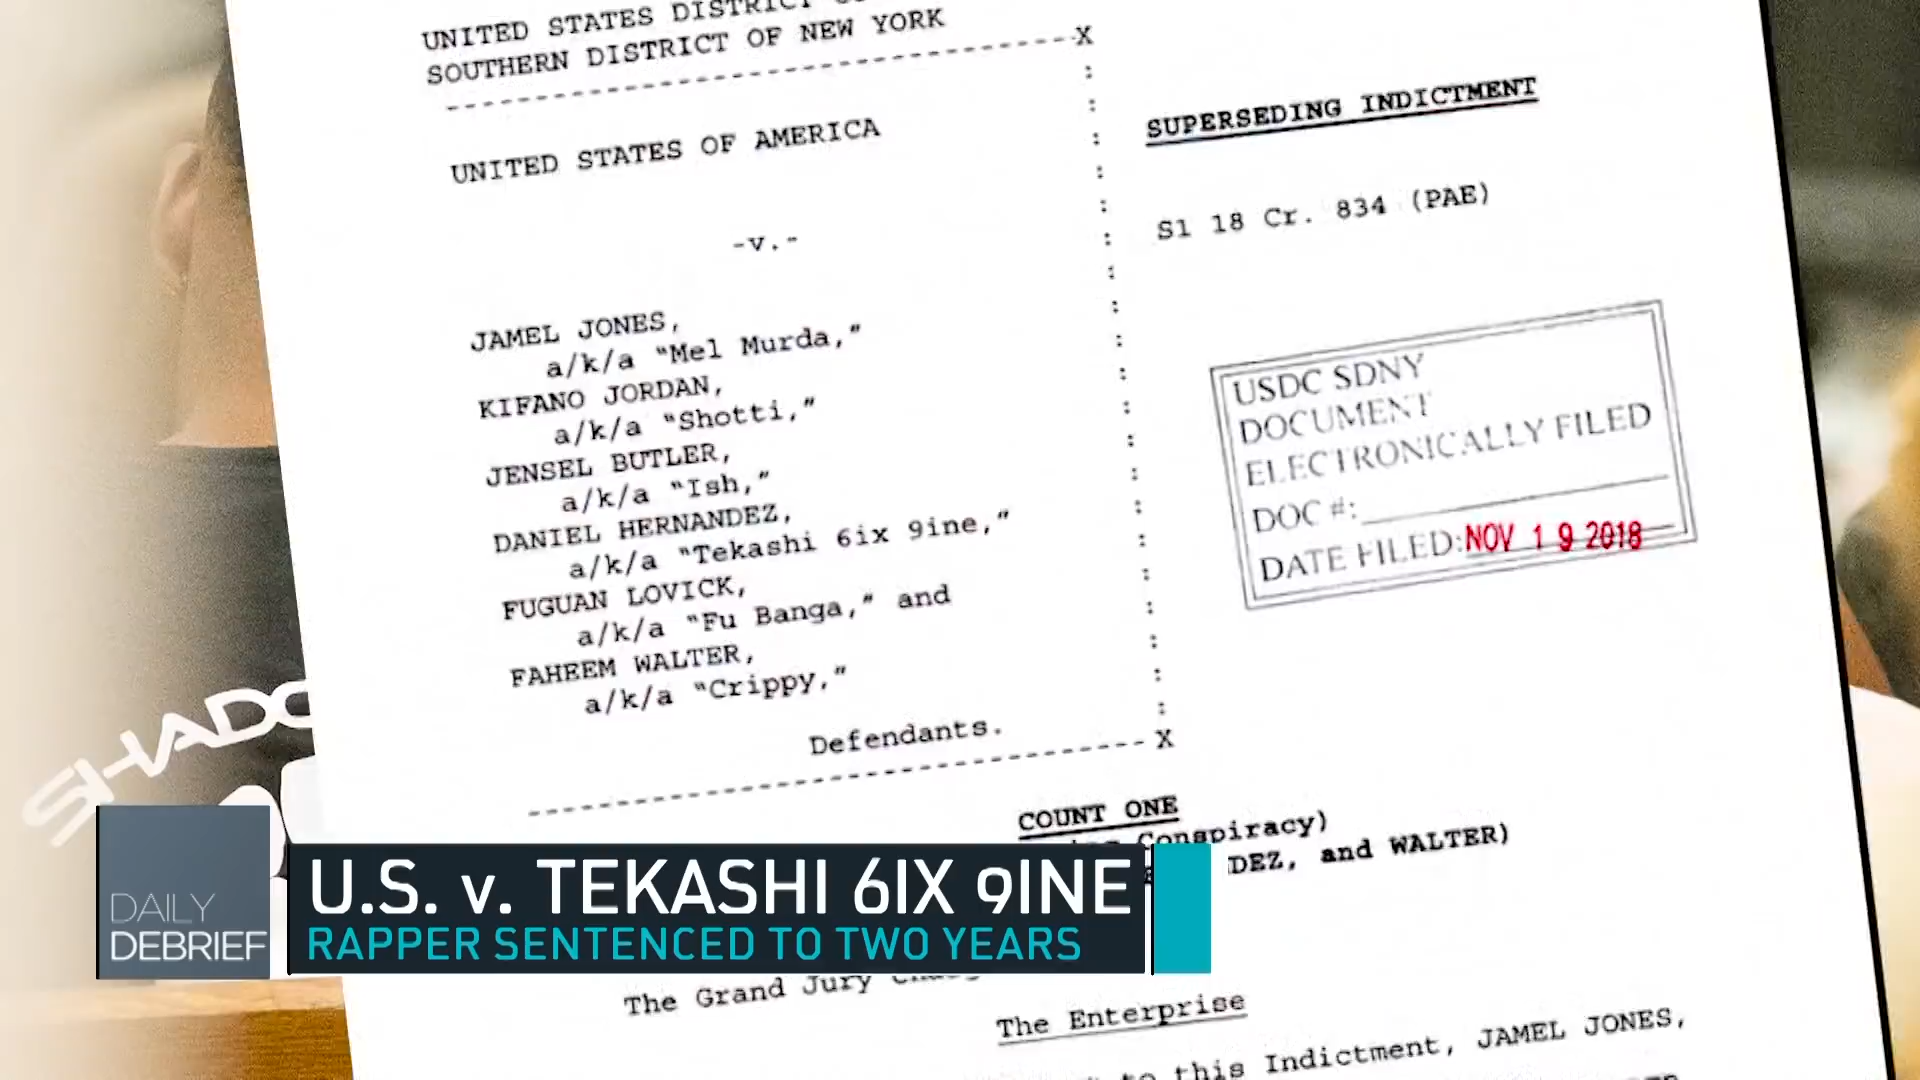 UNITED STATES DISTRICT
SOUTHERN DISTRICT OF NEW YORK
-----------------------------------X
UNITED STATES OF AMERICA
-v.-
JAMEL JONES,
a/k/a "Mel Murda,"
KIFANO JORDAN,
a/k/a "Shotti,"
JENSEL BUTLER,
a/k/a "Ish,"
DANIEL HERNANDEZ,
a/k/a "Tekashi 6ix 9ine,"
FUGUAN LOVICK,
a/k/a "Fu Banga," and
FAHEEM WALTER,
a/k/a "Crippy,"
Defendants.
-----------------------------------X
SUPERSEDING INDICTMENT
S1 18 Cr. 834 (PAE)
USDC SDNY
DOCUMENT
ELECTRONICALLY FILED
DOC #:
DATE FILED: NOV 19 2018
COUNT ONE
Conspiracy)
DEZ, and WALTER)
The Grand Jury
The Enterprise
to this Indictment, JAMEL JONES,
SHADO
DAILY
DEBRIEF
U.S. v. TEKASHI 6IX 9INE
RAPPER SENTENCED TO TWO YEARS